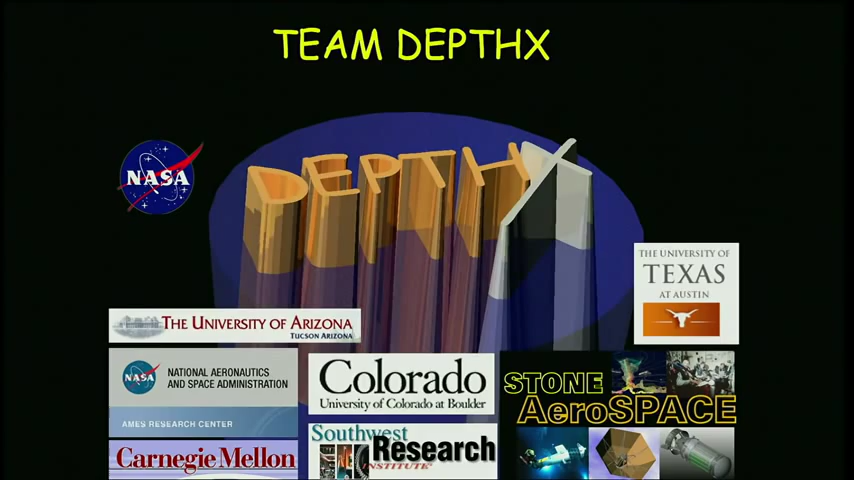 TEAM DEPTHX
DEPTHX
NASA
THE UNIVERSITY OF
TEXAS
AT AUSTIN
THE UNIVERSITY OF ARIZONA
TUCSON ARIZONA
NASA
NATIONAL AERONAUTICS
AND SPACE ADMINISTRATION
AMES RESEARCH CENTER
Carnegie Mellon
Colorado
University of Colorado at Boulder
Southwest
Research
INSTITUTE
STONE
AeroSPACE